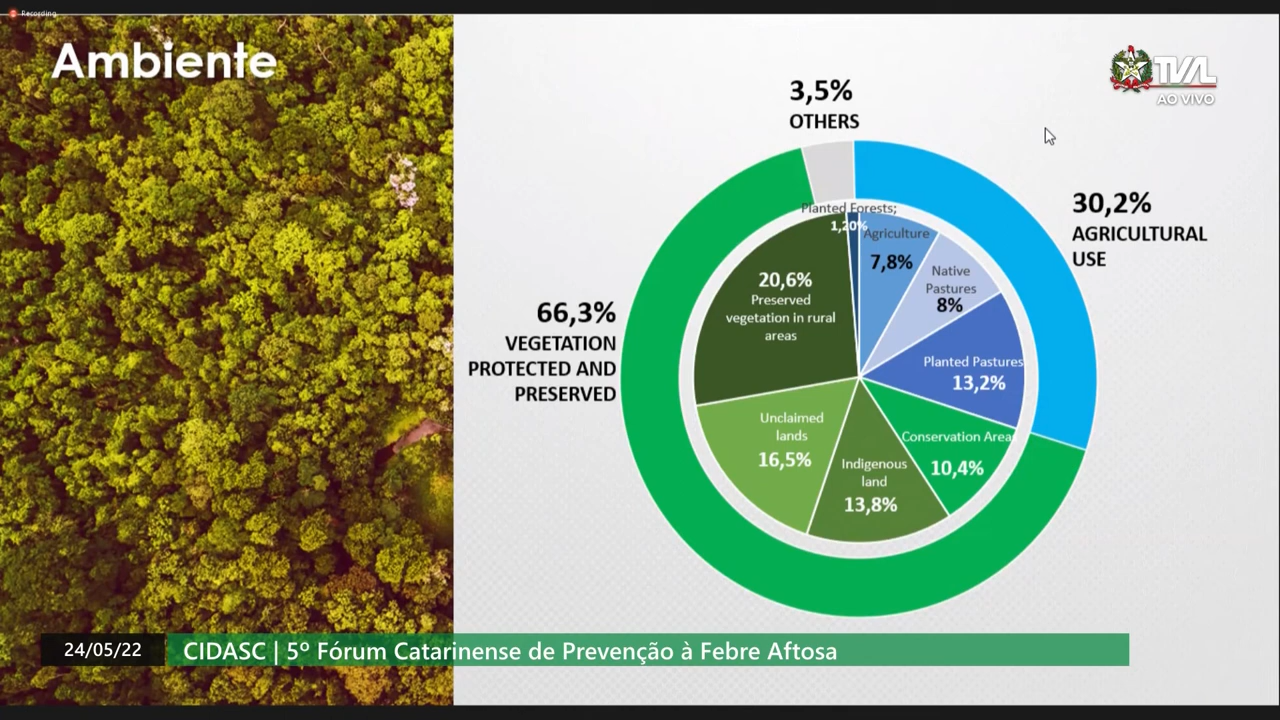 Recording
Ambiente
TVAL
AO VIVO
3,5%
OTHERS
30,2%
AGRICULTURAL
USE
66,3%
VEGETATION
PROTECTED AND
PRESERVED
Planted Forests;
1,20%
Agriculture
7,8%
Native
Pastures
8%
Planted Pastures
13,2%
Conservation Area
10,4%
Indigenous
land
13,8%
Unclaimed
lands
16,5%
20,6%
Preserved
vegetation in rural
areas
24/05/22
CIDASC | 5º Fórum Catarinense de Prevenção à Febre Aftosa